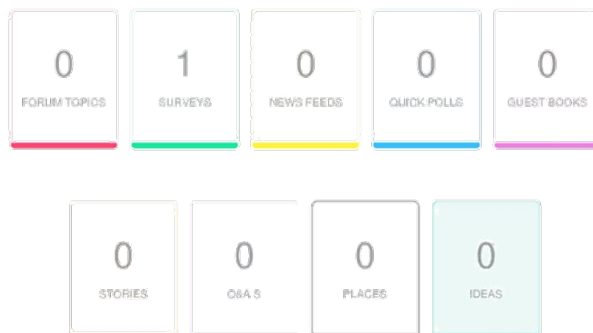 0 1 0 0 0
FORUM TOPICS SURVEYS NEWS FEEDS QUICK POLLS GUEST BOOKS
0 0 0 0
STORIES Q&A S PLACES IDEAS